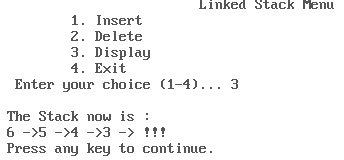 Linked Stack Menu
1. Insert
2. Delete
3. Display
4. Exit
Enter your choice (1-4)... 3
The Stack now is :
6 ->5 ->4 ->3 -> !!!
Press any key to continue.